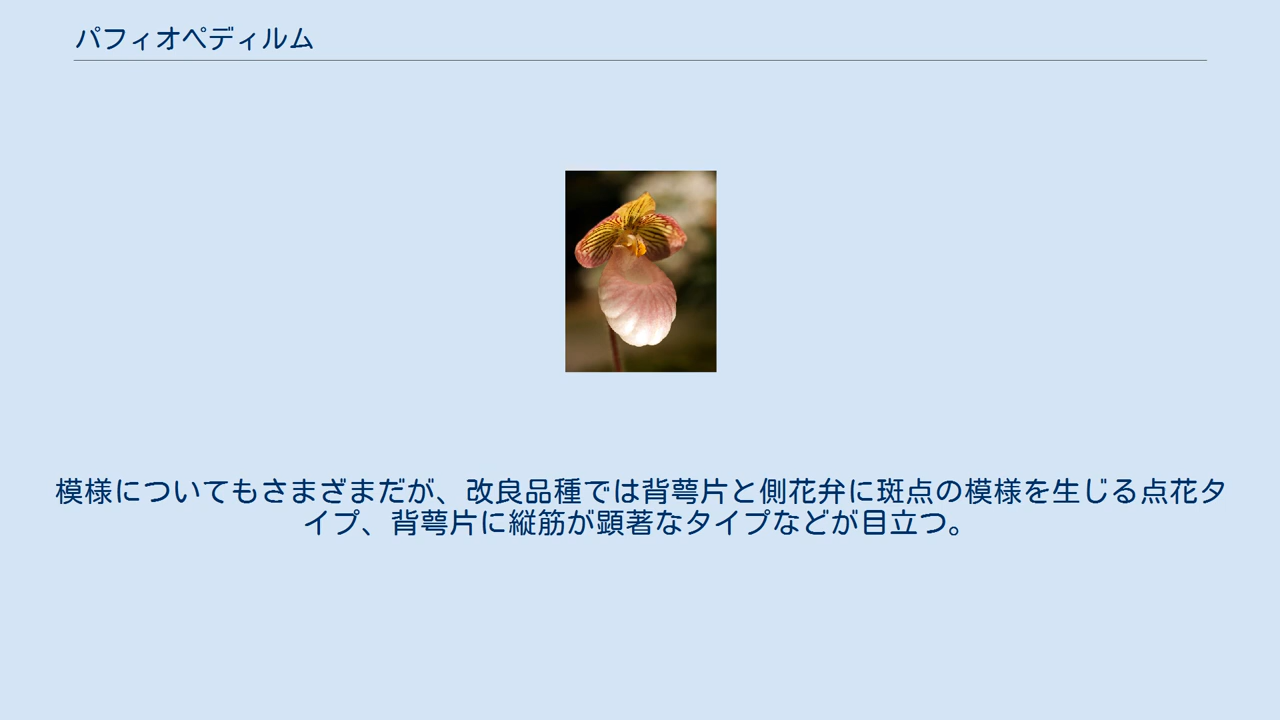 パフィオペディルム
模様についてもさまざまだが、改良品種では背萼片と側花弁に斑点の模様を生じる点花タ
イプ、背萼片に縦筋が顕著なタイプなどが目立つ。